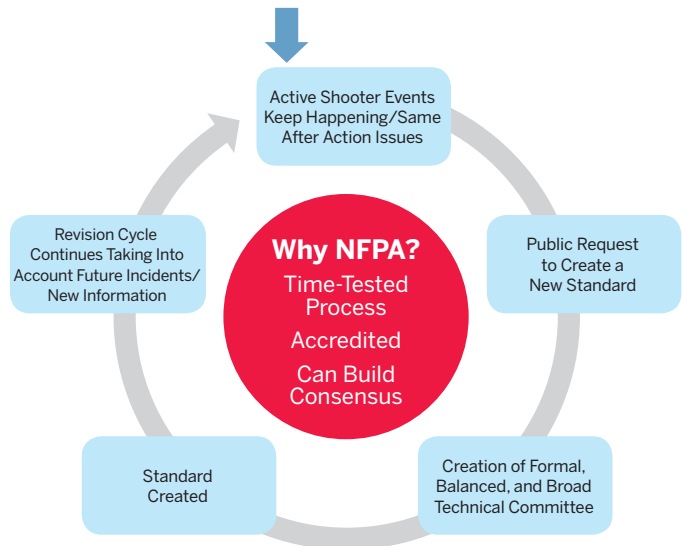 Active Shooter Events
Keep Happening/Same
After Action Issues
Public Request
to Create a
New Standard
Creation of Formal,
Balanced, and Broad
Technical Committee
Standard
Created
Revision Cycle
Continues Taking Into
Account Future Incidents/
New Information
Why NFPA?
Time-Tested
Process
Accredited
Can Build
Consensus